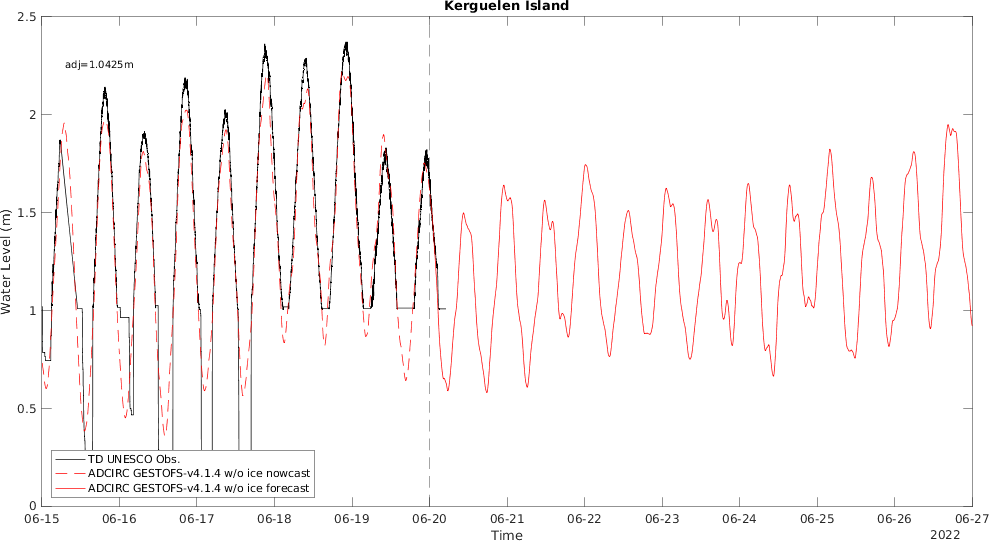 Kerguelen Island
2.5
adj=1.0425m
2
1.5
Water Level (m)
1
0.5
TD UNESCO Obs.
ADCIRC GESTOFS-v4.1.4 w/o ice nowcast
ADCIRC GESTOFS-v4.1.4 w/o ice forecast
0
06-15 06-16 06-17 06-18 06-19 06-20 06-21 06-22 06-23 06-24 06-25 06-26 06-27
Time
2022